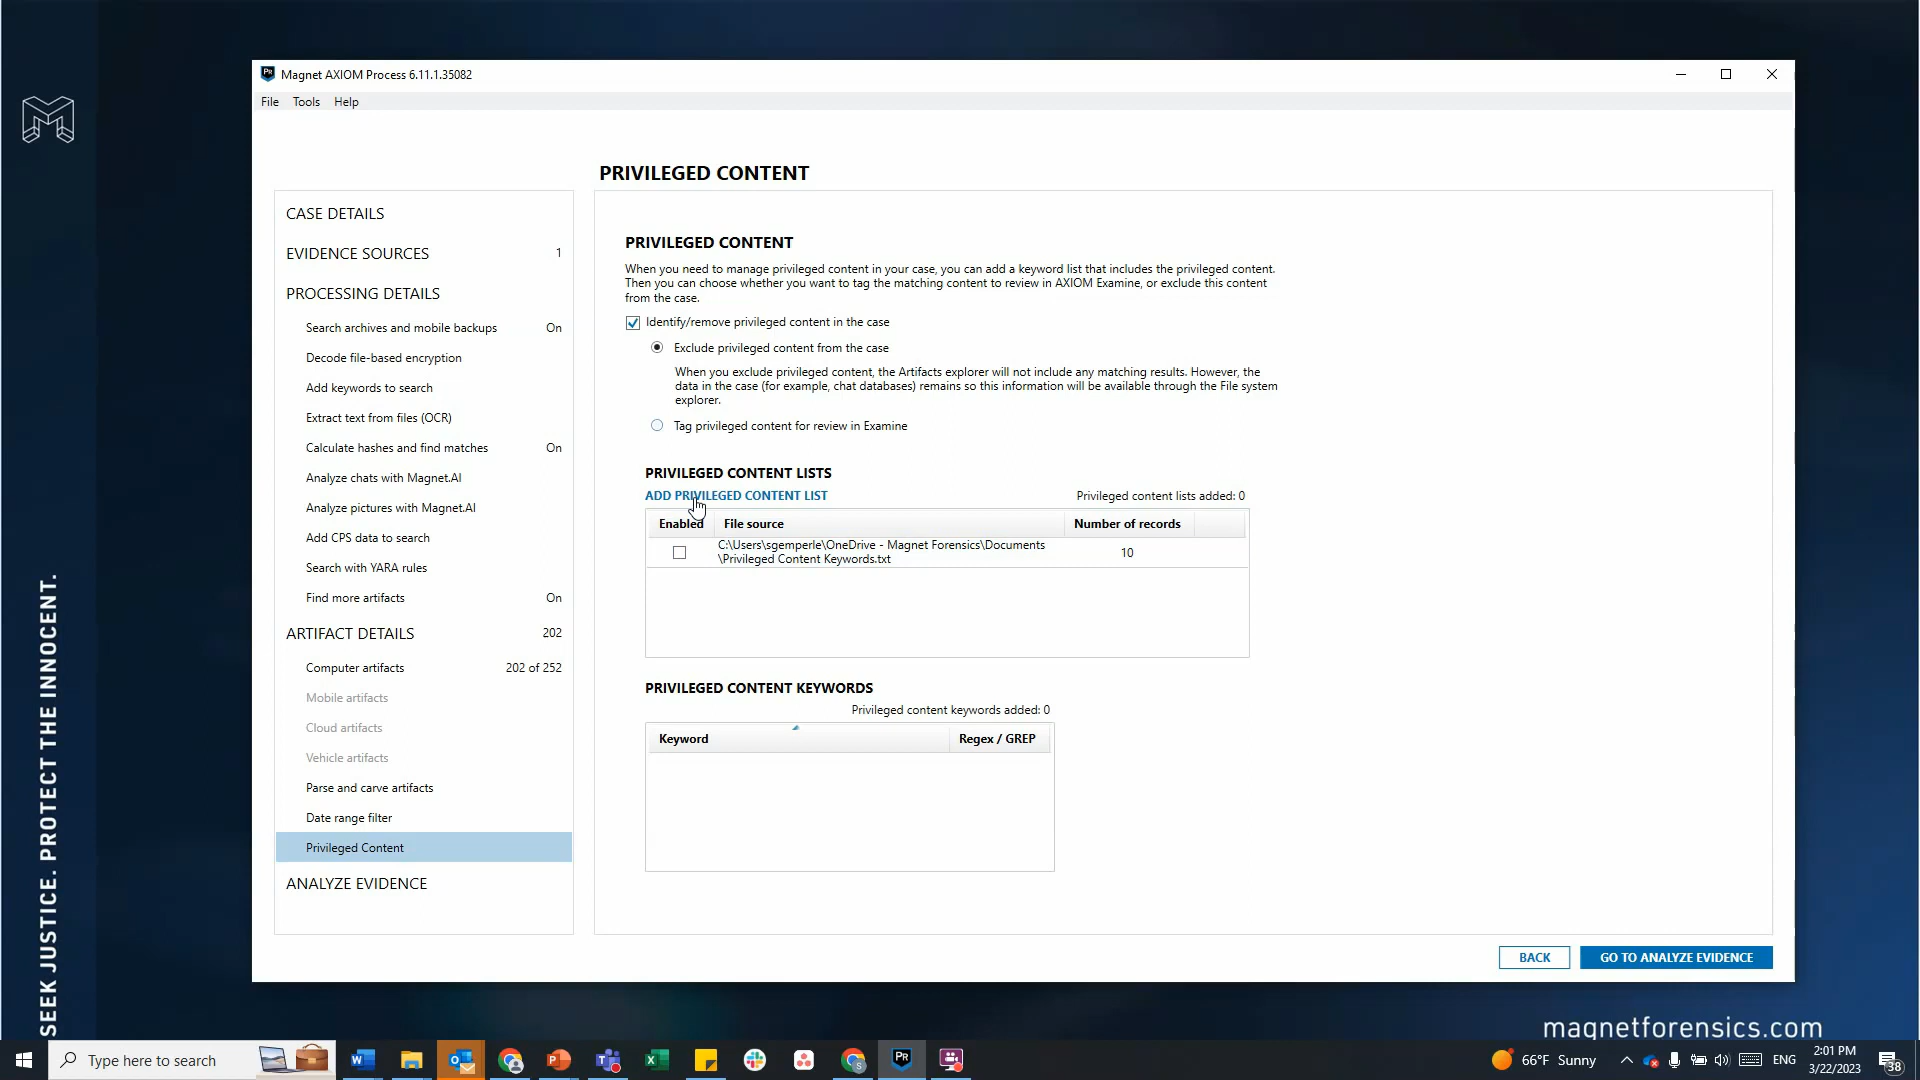 Magnet AXIOM Process 6.11.1.35082
File Tools Help
PRIVILEGED CONTENT
CASE DETAILS
EVIDENCE SOURCES 1
PROCESSING DETAILS
Search archives and mobile backups On
Decode file-based encryption
Add keywords to search
Extract text from files (OCR)
Calculate hashes and find matches On
Analyze chats with Magnet.AI
Analyze pictures with Magnet.AI
Add CPS data to search
Search with YARA rules
Find more artifacts On
ARTIFACT DETAILS 202
Computer artifacts 202 of 252
Mobile artifacts
Cloud artifacts
Vehicle artifacts
Parse and carve artifacts
Date range filter
Privileged Content
ANALYZE EVIDENCE
PRIVILEGED CONTENT
When you need to manage privileged content in your case, you can add a keyword list that includes the privileged content.
Then you can choose whether you want to tag the matching content to review in AXIOM Examine, or exclude this content
from the case.
Identify/remove privileged content in the case
Exclude privileged content from the case
When you exclude privileged content, the Artifacts explorer will not include any matching results. However, the
data in the case (for example, chat databases) remains so this information will be available through the File system
explorer.
Tag privileged content for review in Examine
PRIVILEGED CONTENT LISTS
ADD PRIVILEGED CONTENT LIST Privileged content lists added: 0
Enabled File source Number of records
C:\Users\sgemperle\OneDrive - Magnet Forensics\Documents
\Privileged Content Keywords.txt 10
PRIVILEGED CONTENT KEYWORDS
Privileged content keywords added: 0
Keyword Regex / GREP
BACK GO TO ANALYZE EVIDENCE
SEEK JUSTICE. PROTECT THE INNOCENT.
magnetforensics.com
Type here to search
66°F Sunny
ENG
2:01 PM
3/22/2023
38